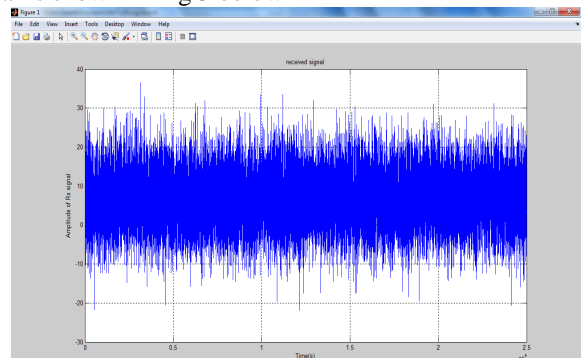 Figure 1
File Edit View Insert Tools Desktop Window Help
received signal
Amplitude of Rx signal
40
30
20
10
0
-10
-20
-30
0 0.5 1 1.5 2 2.5
Time(s)